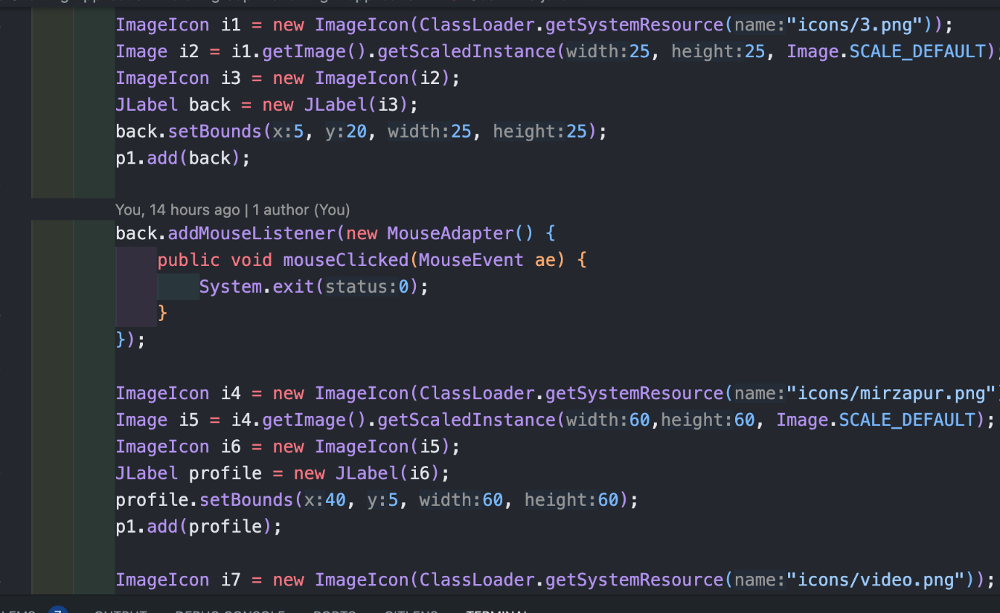 ImageIcon i1 = new ImageIcon(ClassLoader.getSystemResource(name:"icons/3.png"));
Image i2 = i1.getImage().getScaledInstance(width:25, height:25, Image.SCALE_DEFAULT);
ImageIcon i3 = new ImageIcon(i2);
JLabel back = new JLabel(i3);
back.setBounds(x:5, y:20, width:25, height:25);
p1.add(back);
You, 14 hours ago | 1 author (You)
back.addMouseListener(new MouseAdapter() {
public void mouseClicked(MouseEvent ae) {
System.exit(status:0);
}
});
ImageIcon i4 = new ImageIcon(ClassLoader.getSystemResource(name:"icons/mirzapur.png")
Image i5 = i4.getImage().getScaledInstance(width:60,height:60, Image.SCALE_DEFAULT);
ImageIcon i6 = new ImageIcon(i5);
JLabel profile = new JLabel(i6);
profile.setBounds(x:40, y:5, width:60, height:60);
p1.add(profile);
ImageIcon i7 = new ImageIcon(ClassLoader.getSystemResource(name:"icons/video.png"));
OUTPUT DEBUG CONSOLE PORTS GITLENS TERMINAL